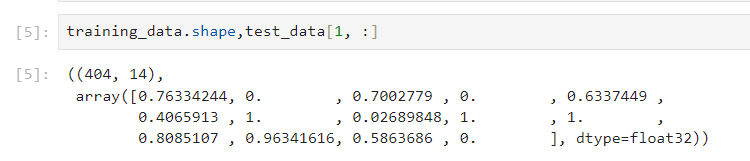 [5]: training_data.shape,test_data[1, :]
[5]: ((404, 14),
array([0.76334244, 0.        , 0.7002779 , 0.        , 0.6337449 ,
0.4065913 , 1.        , 0.02689848, 1.        , 1.        ,
0.8085107 , 0.96341616, 0.5863686 , 0.        ], dtype=float32))